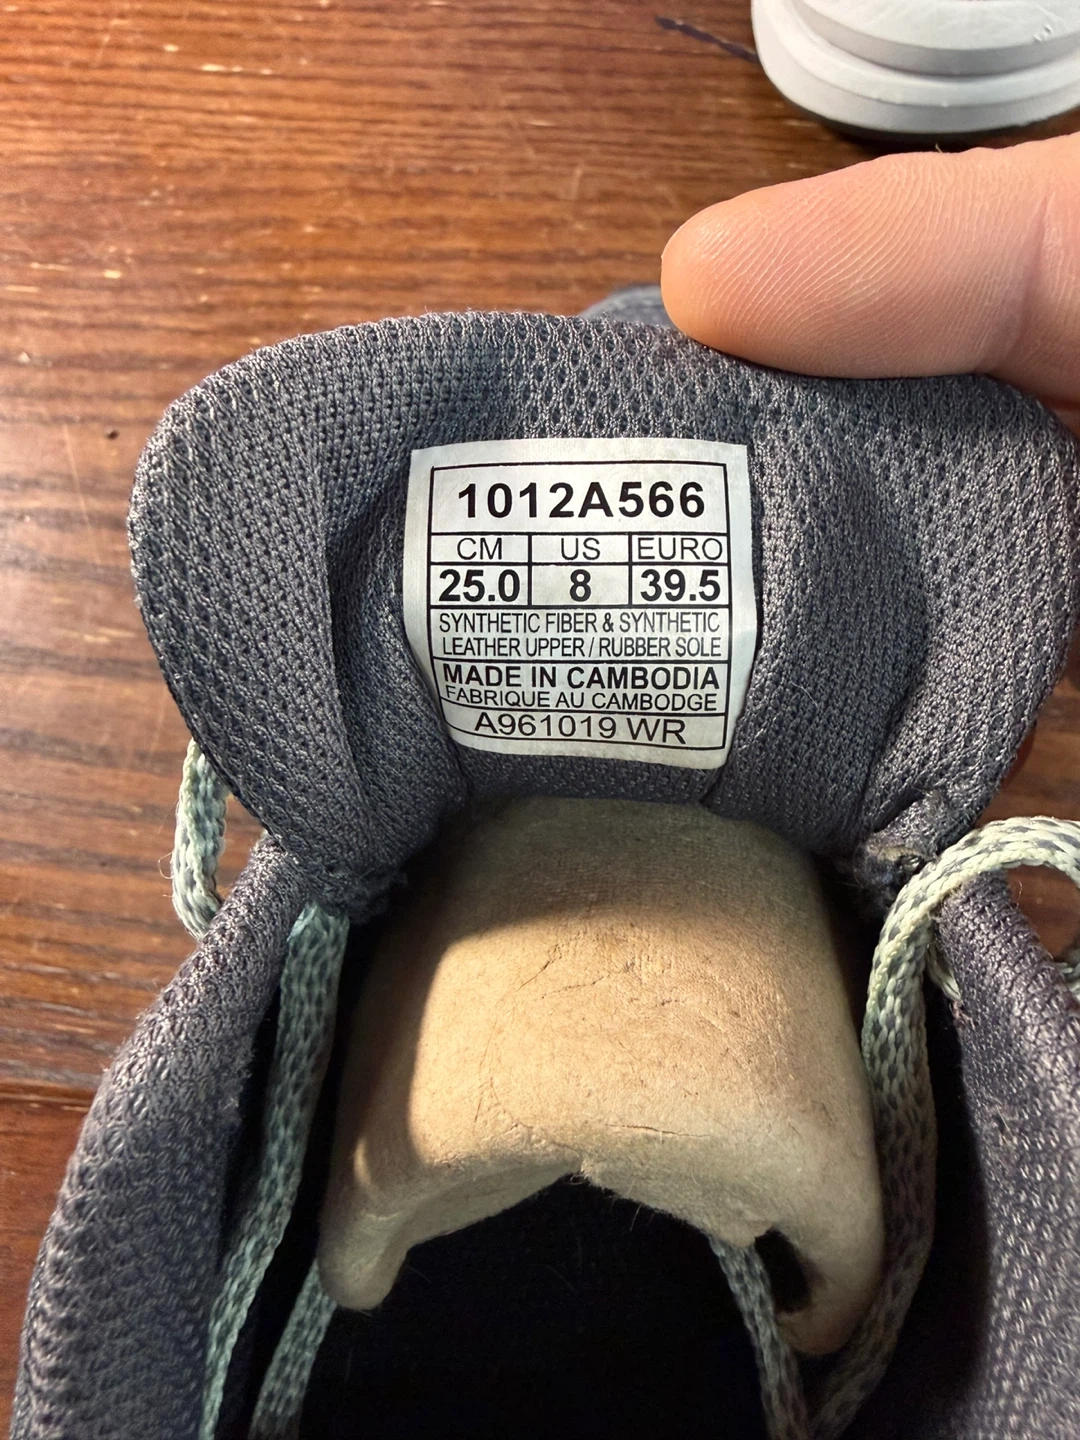 1012A566
CM US EURO
25.0 8 39.5
SYNTHETIC FIBER & SYNTHETIC
LEATHER UPPER / RUBBER SOLE
MADE IN CAMBODIA
FABRIQUE AU CAMBODGE
A961019 WR